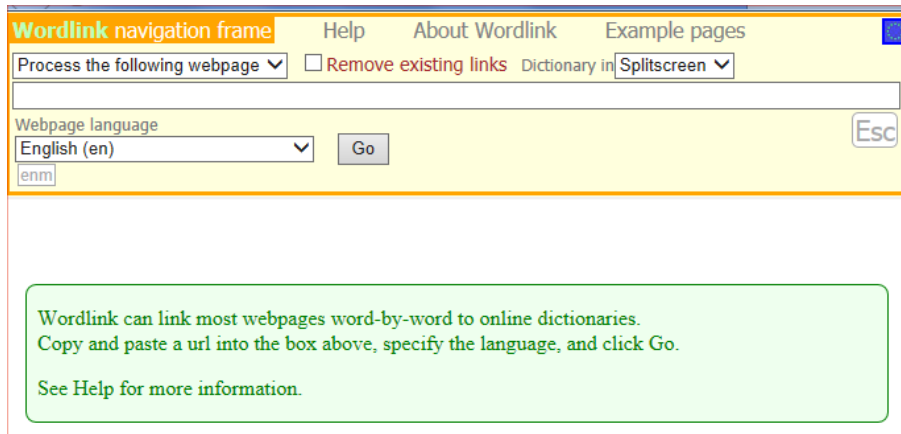 Wordlink navigation frame Help About Wordlink Example pages
Process the following webpage Remove existing links Dictionary in Splitscreen
Webpage language
Esc
English (en) Go
enm
Wordlink can link most webpages word-by-word to online dictionaries.
Copy and paste a url into the box above, specify the language, and click Go.
See Help for more information.